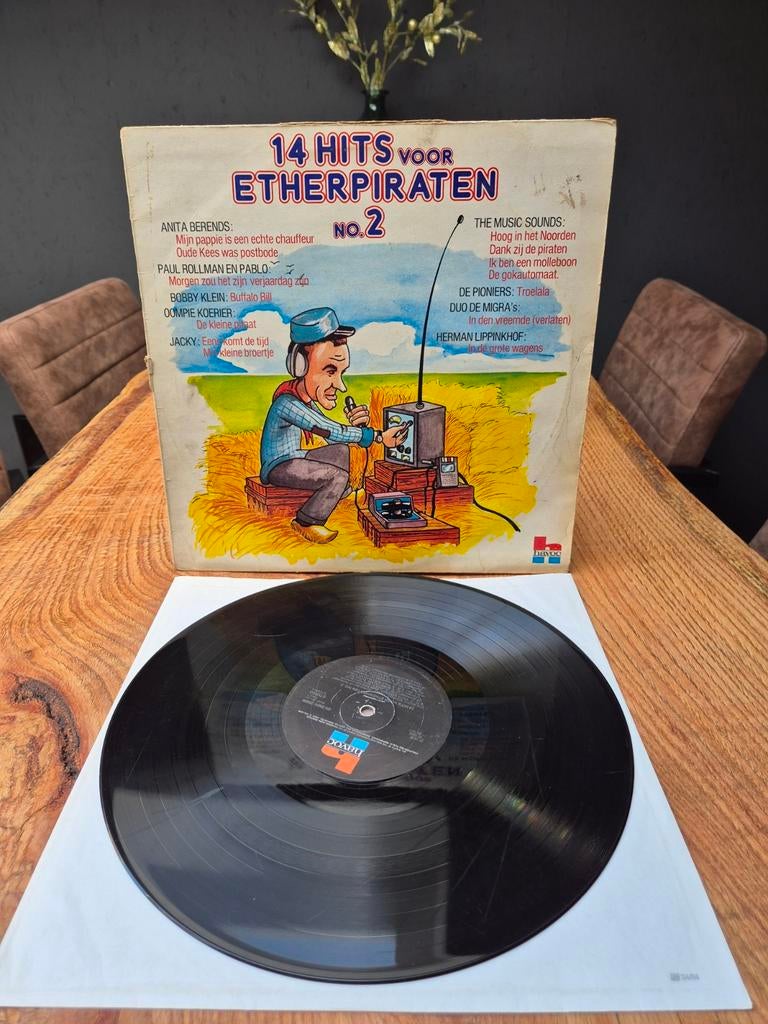 14 HITS VOOR
ETHERPIRATEN
NO. 2
ANITA BERENDS:
Mijn pappie is een echte chauffeur
Oude Kees was postbode
PAUL ROLLMAN EN PABLO:
Morgen zou het zijn verjaardag zijn
BOBBY KLEIN: Buffalo Bill
OOMPIE KOERIER:
De kleine piraat
JACKY: Eens komt de tijd
Mijn kleine broertje
THE MUSIC SOUNDS:
Hoog in het Noorden
Dank zij de piraten
Ik ben een molleboon
De gokautomaat.
DE PIONIERS: Troelala
DUO DE MIGRA's:
In den vreemde (verlaten)
HERMAN LIPPINKHOF:
In de grote wagens
havoc
havoc